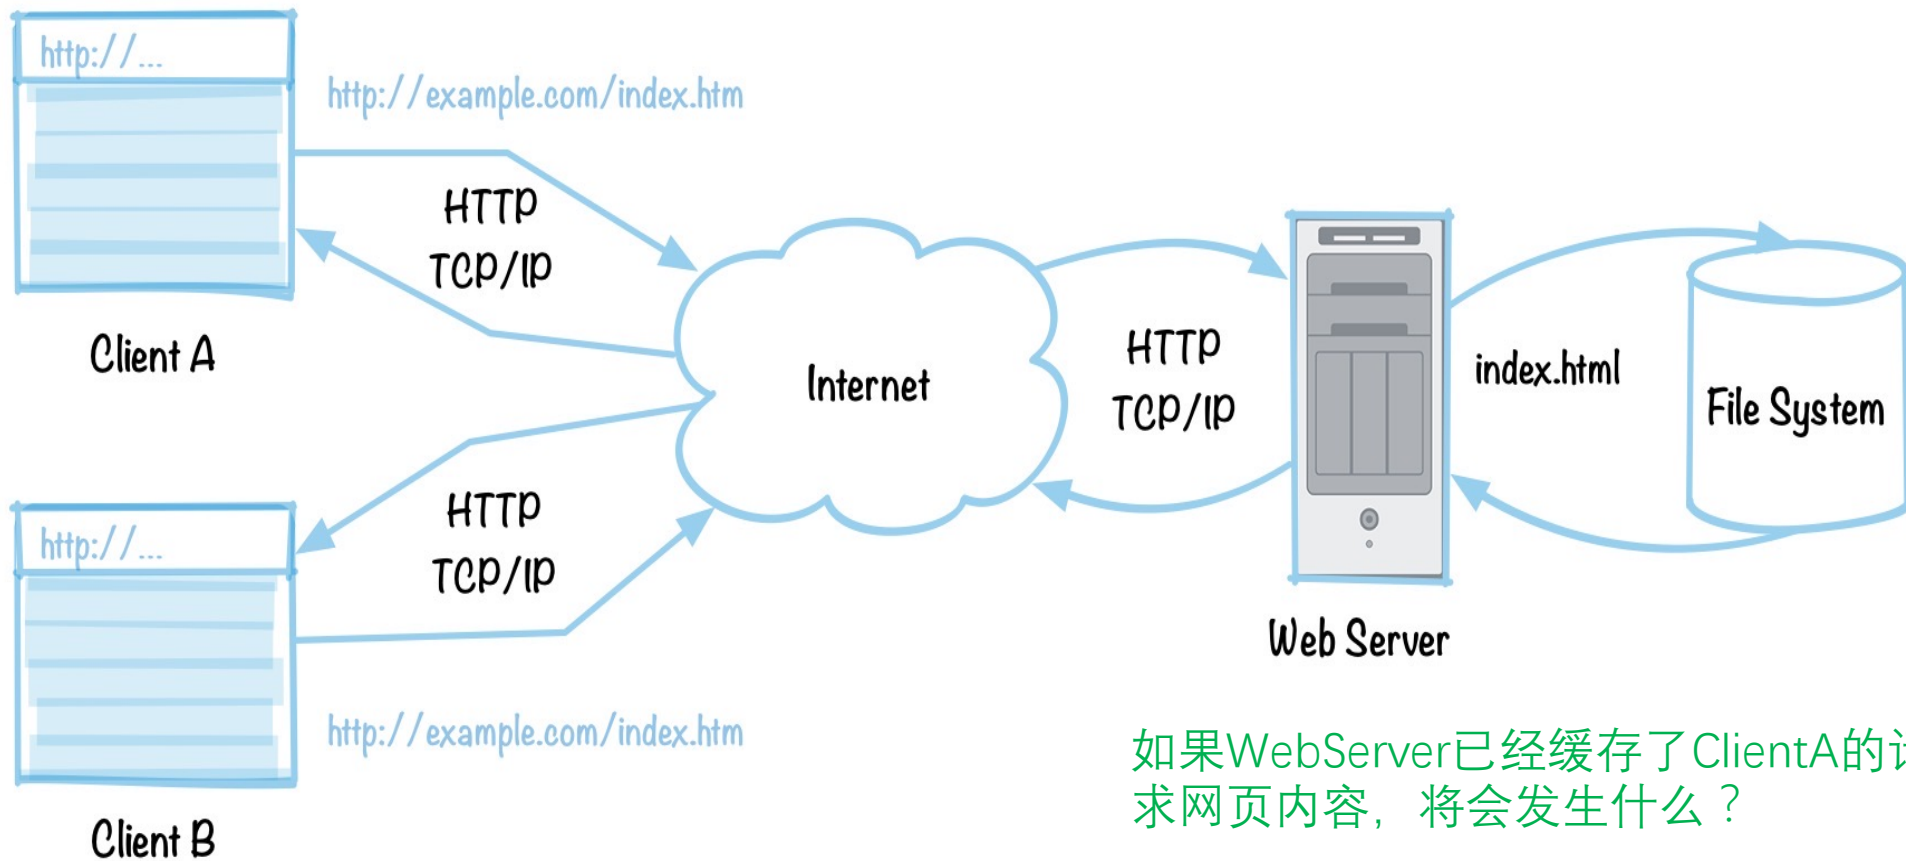 http://...
http://example.com/index.htm
HTTP
TCP/IP
Client A
Internet
HTTP
TCP/IP
index.html
File System
Web Server
http://...
HTTP
TCP/IP
http://example.com/index.htm
Client B
如果WebServer已经缓存了ClientA的
求网页内容，将会发生什么？